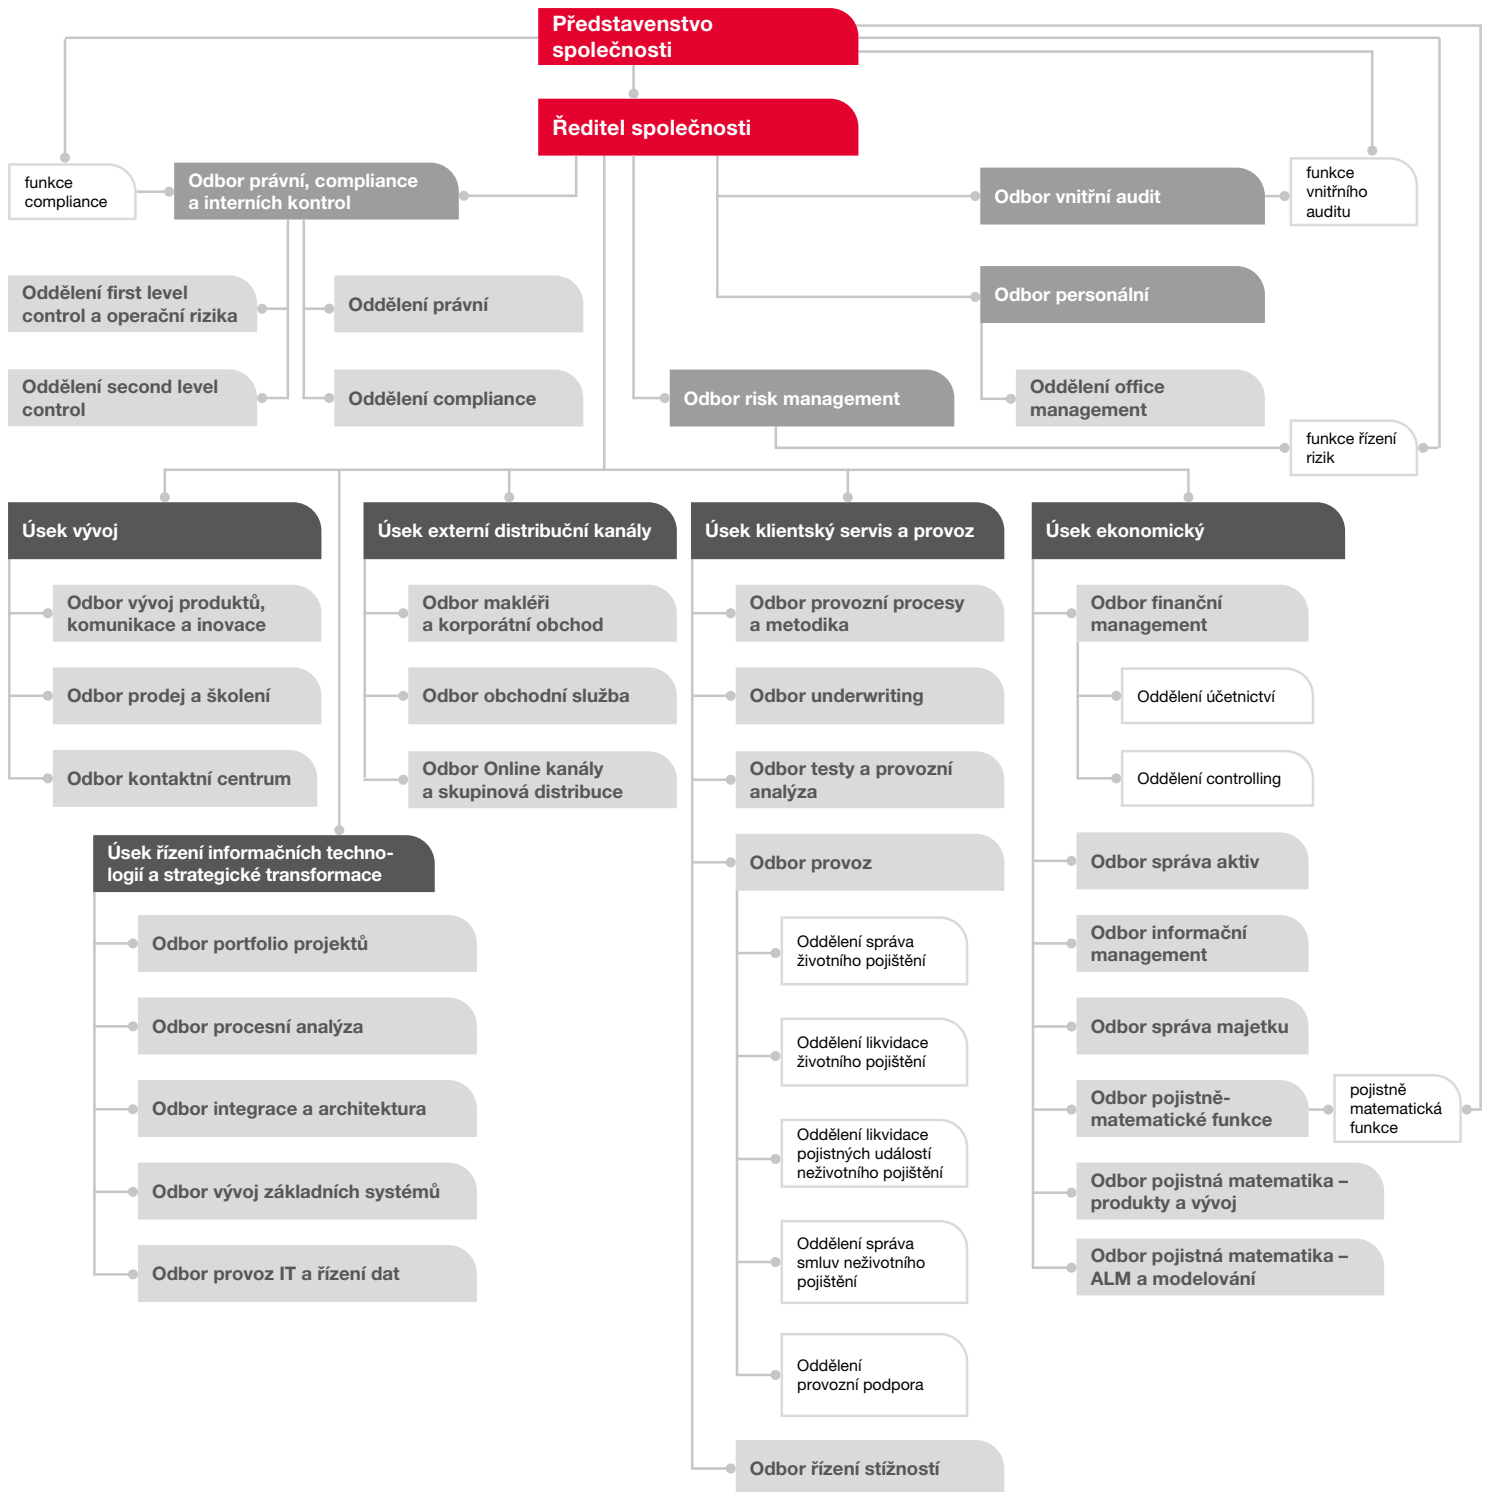 Představenstvo
společnosti
Ředitel společnosti
funkce
compliance
Odbor právní, compliance
a interních kontrol
Odbor vnitřní audit
funkce
vnitřního
auditu
Oddělení first level
control a operační rizika
Oddělení právní
Odbor personální
Oddělení second level
control
Oddělení compliance
Odbor risk management
Oddělení office
management
funkce řízení
rizik
Úsek vývoj
Odbor vývoj produktů,
komunikace a inovace
Odbor prodej a školení
Odbor kontaktní centrum
Úsek řízení informačních techno-
logií a strategické transformace
Odbor portfolio projektů
Odbor procesní analýza
Odbor integrace a architektura
Odbor vývoj základních systémů
Odbor provoz IT a řízení dat
Úsek externí distribuční kanály
Odbor makléři
a korporátní obchod
Odbor obchodní služba
Odbor Online kanály
a skupinová distribuce
Úsek klientský servis a provoz
Odbor provozní procesy
a metodika
Odbor underwriting
Odbor testy a provozní
analýza
Odbor provoz
Oddělení správa
životního pojištění
Oddělení likvidace
životního pojištění
Oddělení likvidace
pojistných událostí
neživotního pojištění
Oddělení správa
smluv neživotního
pojištění
Oddělení
provozní podpora
Odbor řízení stížností
Úsek ekonomický
Odbor finanční
management
Oddělení účetnictví
Oddělení controlling
Odbor správa aktiv
Odbor informační
management
Odbor správa majetku
Odbor pojistně-
matematické funkce
pojistně
matematická
funkce
Odbor pojistná matematika –
produkty a vývoj
Odbor pojistná matematika –
ALM a modelování